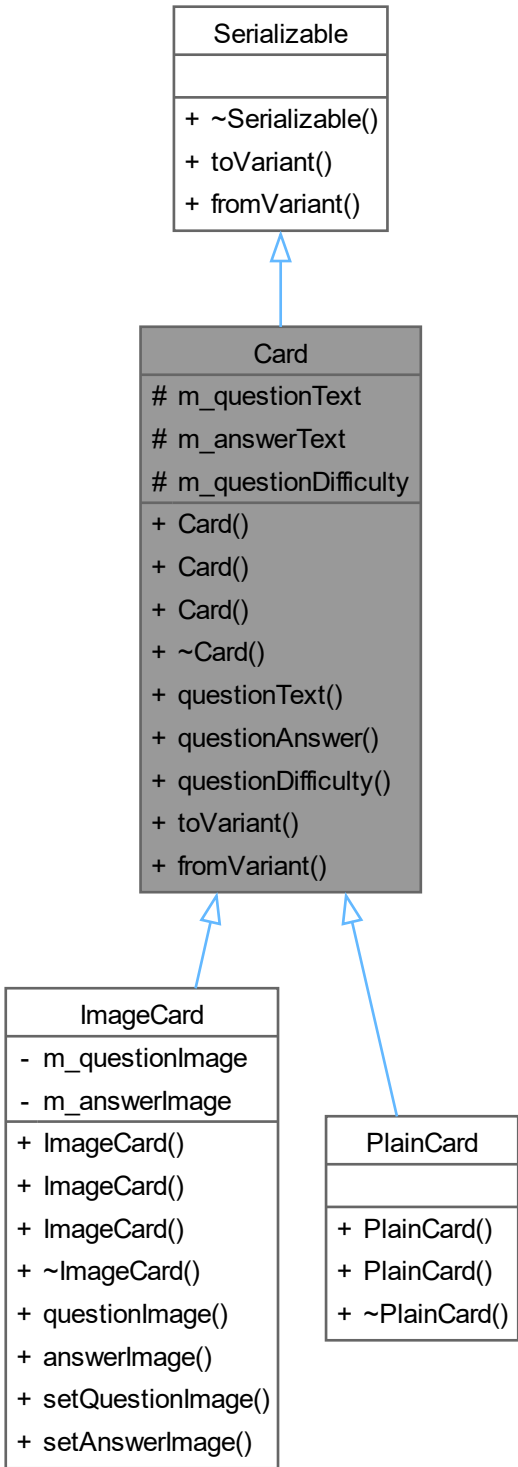 Serializable
+ ~Serializable()
+ toVariant()
+ fromVariant()
Card
# m_questionText
# m_answerText
# m_questionDifficulty
+ Card()
+ Card()
+ Card()
+ ~Card()
+ questionText()
+ questionAnswer()
+ questionDifficulty()
+ toVariant()
+ fromVariant()
ImageCard
- m_questionImage
- m_answerImage
+ ImageCard()
+ ImageCard()
+ ImageCard()
+ ~ImageCard()
+ questionImage()
+ answerImage()
+ setQuestionImage()
+ setAnswerImage()
PlainCard
+ PlainCard()
+ PlainCard()
+ ~PlainCard()